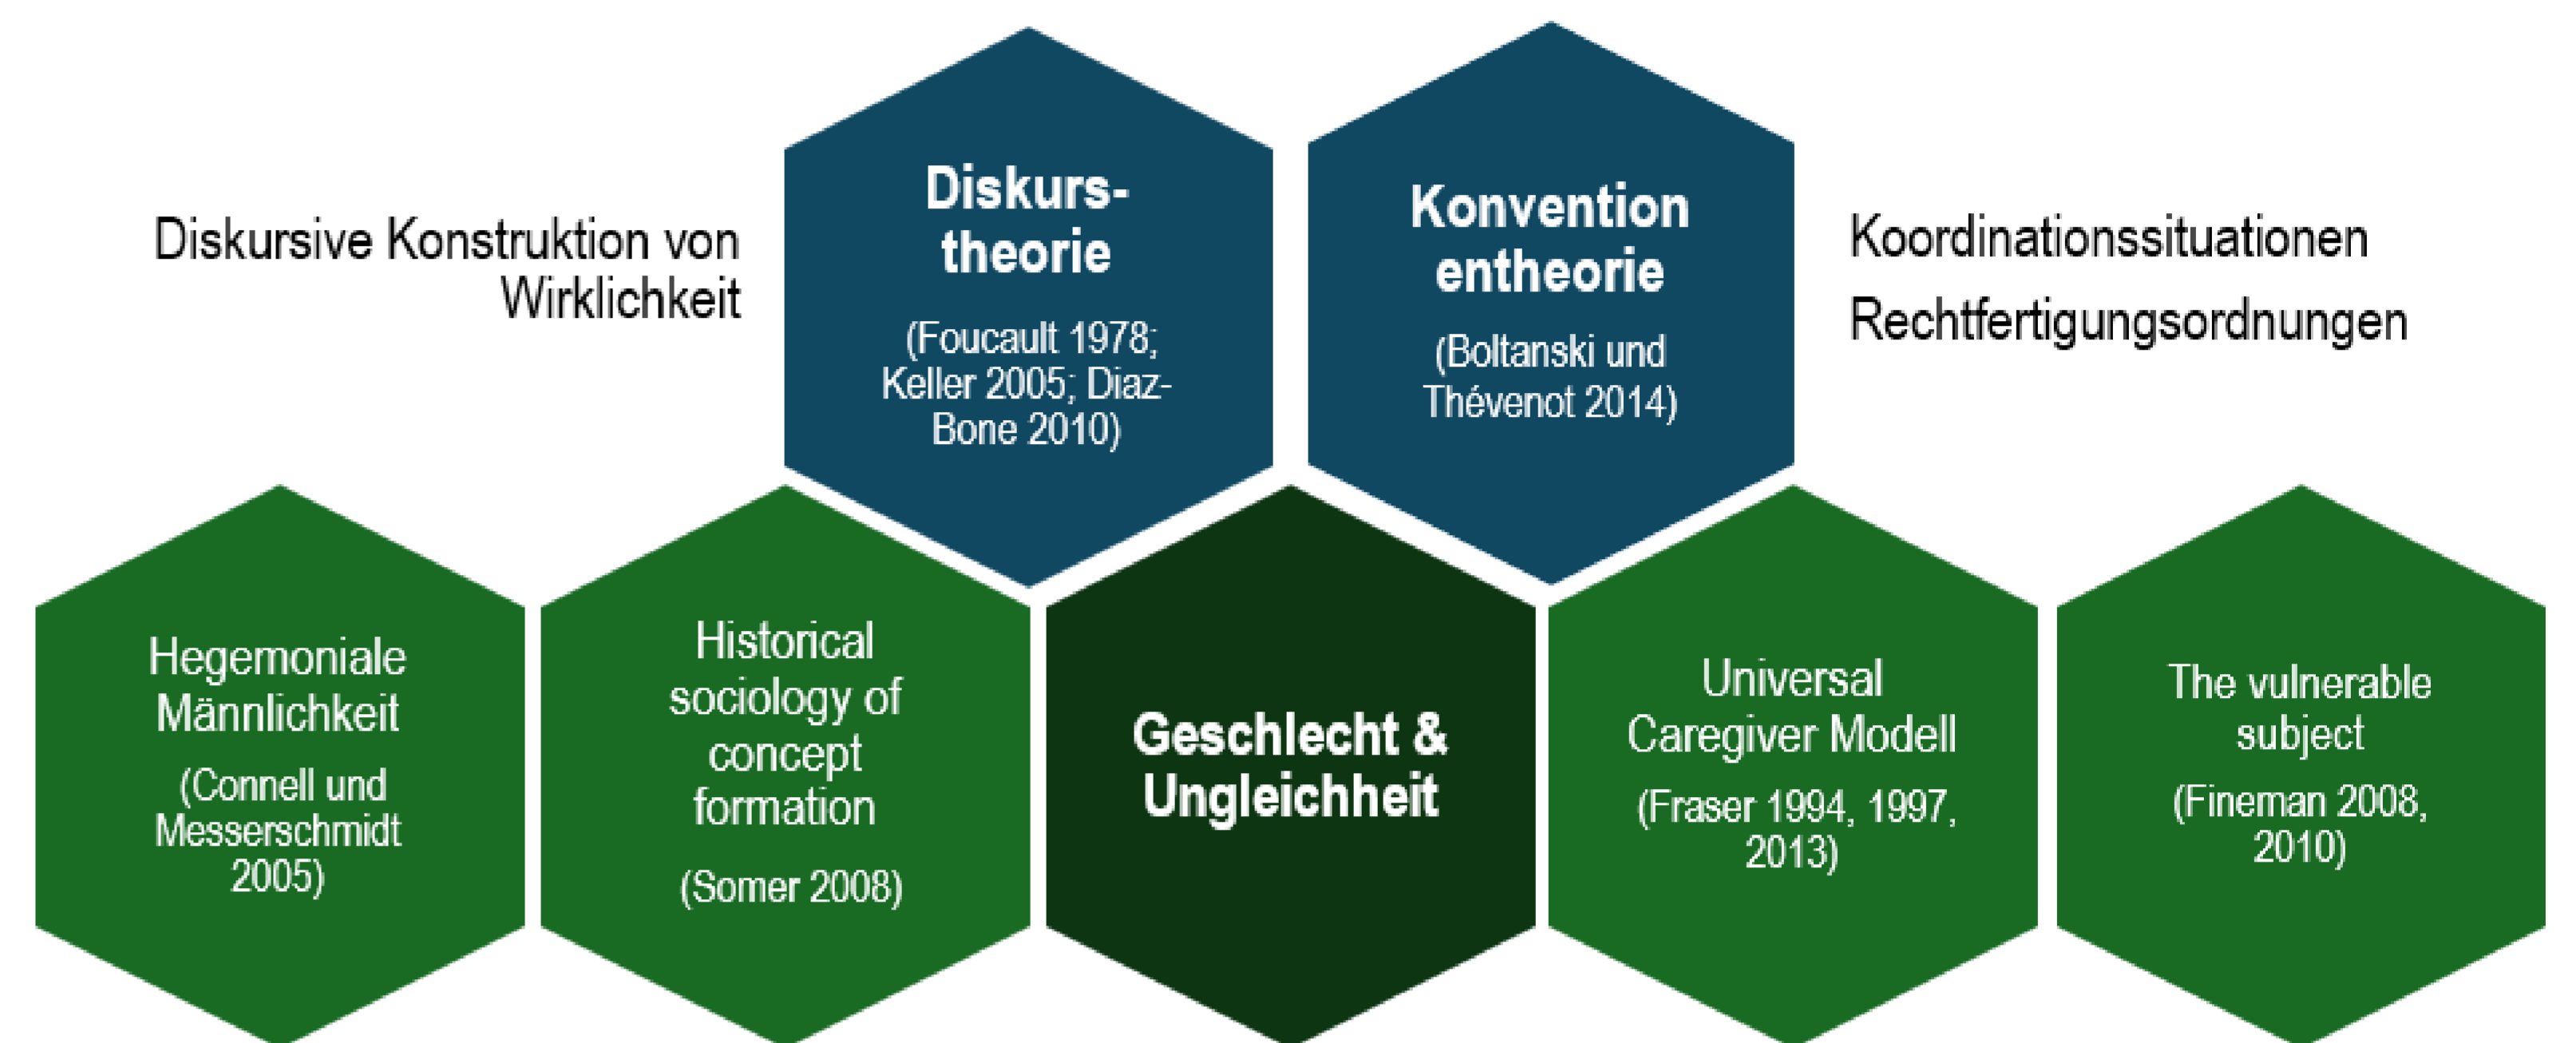 Diskursive Konstruktion von
Wirklichkeit
Diskurs-
theorie
(Foucault 1978;
Keller 2005; Diaz-
Bone 2010)
Konvention
entheorie
(Boltanski und
Thévenot 2014)
Koordinationssituationen
Rechtfertigungsordnungen
Hegemoniale
Männlichkeit
(Connell und
Messerschmidt
2005)
Historical
sociology of
concept
formation
(Somer 2008)
Geschlecht &
Ungleichheit
Universal
Caregiver Modell
(Fraser 1994, 1997,
2013)
The vulnerable
subject
(Fineman 2008,
2010)